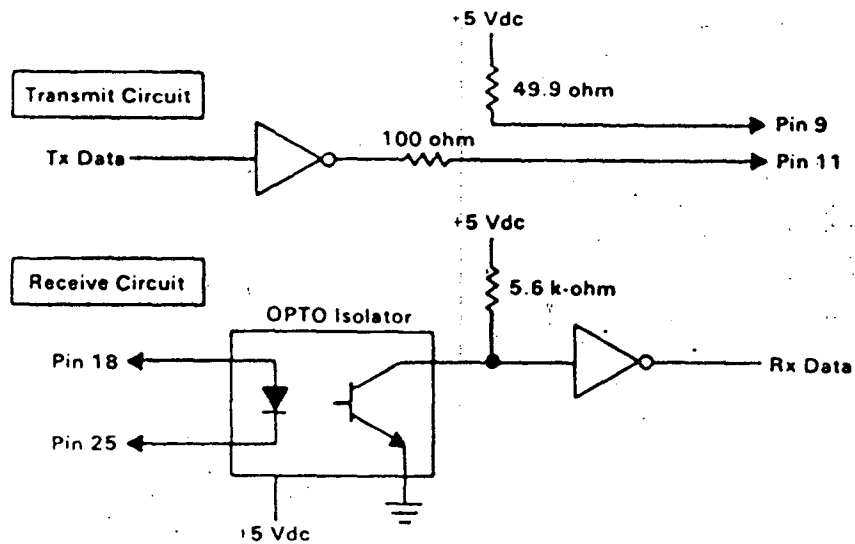 +5 Vdc
Transmit Circuit
49.9 ohm
100 ohm
Pin 9
Tx Data
Pin 11
+5 Vdc
Receive Circuit
5.6 k-ohm
OPTO Isolator
Pin 18
Rx Data
Pin 25
+5 Vdc